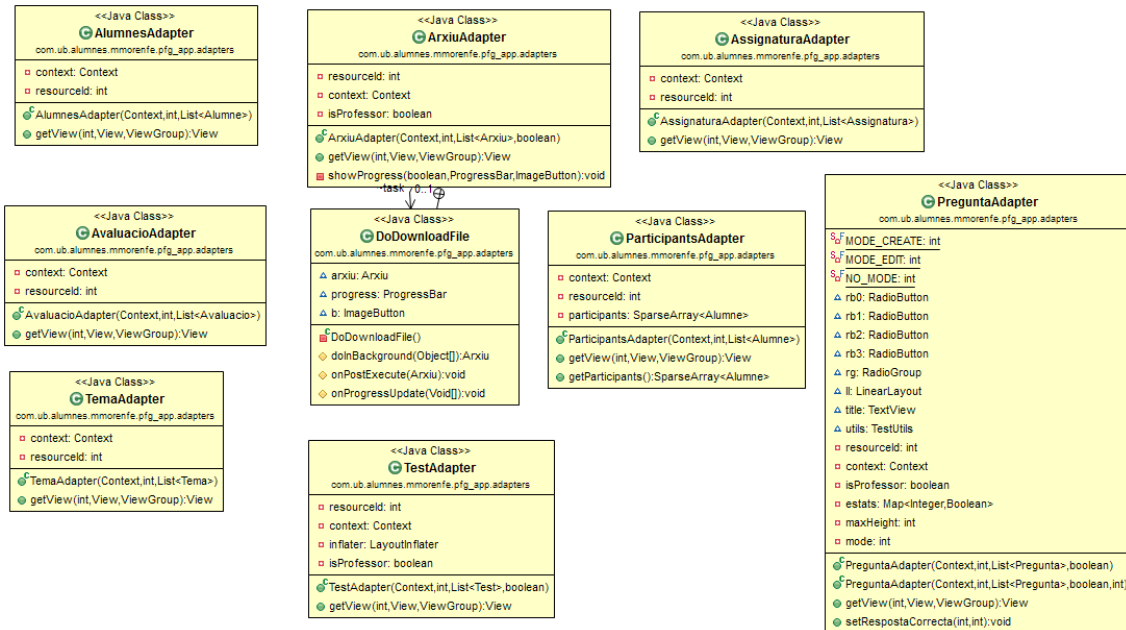 <<Java Class>>
AlumnesAdapter
com.ub.alumnes.mmorenfe.pfg_app.adapters
context: Context
resourceId: int
AlumnesAdapter(Context,int,List<Alumne>)
getView(int,View,ViewGroup):View
<<Java Class>>
ArxiuAdapter
com.ub.alumnes.mmorenfe.pfg_app.adapters
resourceId: int
context: Context
isProfessor: boolean
ArxiuAdapter(Context,int,List<Arxiu>,boolean)
getView(int,View,ViewGroup):View
showProgress(boolean,ProgressBar,ImageButton):void
<<Java Class>>
AssignaturaAdapter
com.ub.alumnes.mmorenfe.pfg_app.adapters
context: Context
resourceId: int
AssignaturaAdapter(Context,int,List<Assignatura>)
getView(int,View,ViewGroup):View
~task 0..1
<<Java Class>>
AvaluacioAdapter
com.ub.alumnes.mmorenfe.pfg_app.adapters
context: Context
resourceId: int
AvaluacioAdapter(Context,int,List<Avaluacio>)
getView(int,View,ViewGroup):View
<<Java Class>>
DoDownloadFile
com.ub.alumnes.mmorenfe.pfg_app.adapters
arxiu: Arxiu
progress: ProgressBar
b: ImageButton
DoDownloadFile()
doInBackground(Object[]):Arxiu
onPostExecute(Arxiu):void
onProgressUpdate(Void[]):void
<<Java Class>>
ParticipantsAdapter
com.ub.alumnes.mmorenfe.pfg_app.adapters
context: Context
resourceId: int
participants: SparseArray<Alumne>
ParticipantsAdapter(Context,int,List<Alumne>)
getView(int,View,ViewGroup):View
getParticipants():SparseArray<Alumne>
<<Java Class>>
PreguntaAdapter
com.ub.alumnes.mmorenfe.pfg_app.adapters
MODE_CREATE: int
MODE_EDIT: int
NO_MODE: int
rb0: RadioButton
rb1: RadioButton
rb2: RadioButton
rb3: RadioButton
rg: RadioGroup
ll: LinearLayout
title: TextView
utils: TestUtils
resourceId: int
context: Context
isProfessor: boolean
estats: Map<Integer,Boolean>
maxHeight: int
mode: int
PreguntaAdapter(Context,int,List<Pregunta>,boolean)
PreguntaAdapter(Context,int,List<Pregunta>,boolean,int)
getView(int,View,ViewGroup):View
setRespostaCorrecta(int,int):void
<<Java Class>>
TemaAdapter
com.ub.alumnes.mmorenfe.pfg_app.adapters
context: Context
resourceId: int
TemaAdapter(Context,int,List<Tema>)
getView(int,View,ViewGroup):View
<<Java Class>>
TestAdapter
com.ub.alumnes.mmorenfe.pfg_app.adapters
resourceId: int
context: Context
inflater: LayoutInflater
isProfessor: boolean
TestAdapter(Context,int,List<Test>,boolean)
getView(int,View,ViewGroup):View